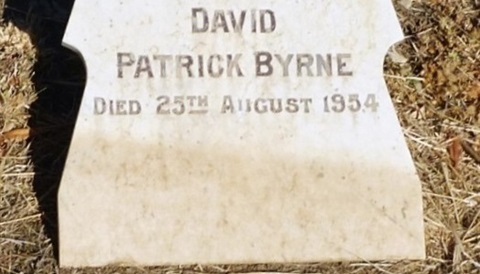 DAVID
PATRICK BYRNE
DIED 25TH AUGUST 1954